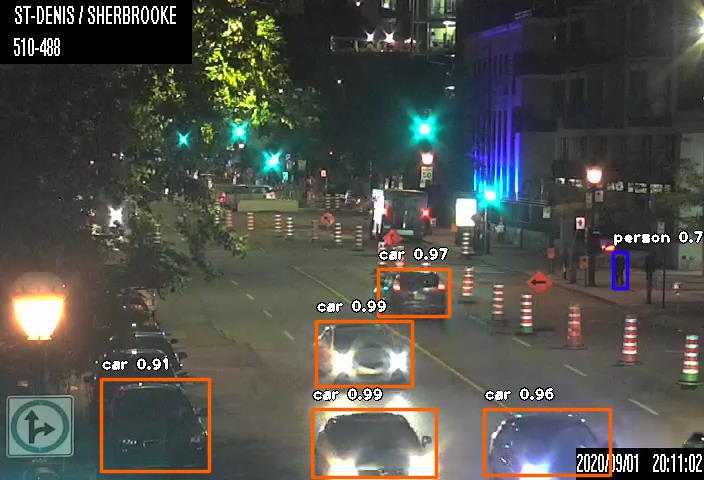 ST-DENIS / SHERBROOKE
510-488
person 0.7
car 0.97
car 0.99
car 0.91
car 0.99
car 0.96
2020/09/01 20:11:02